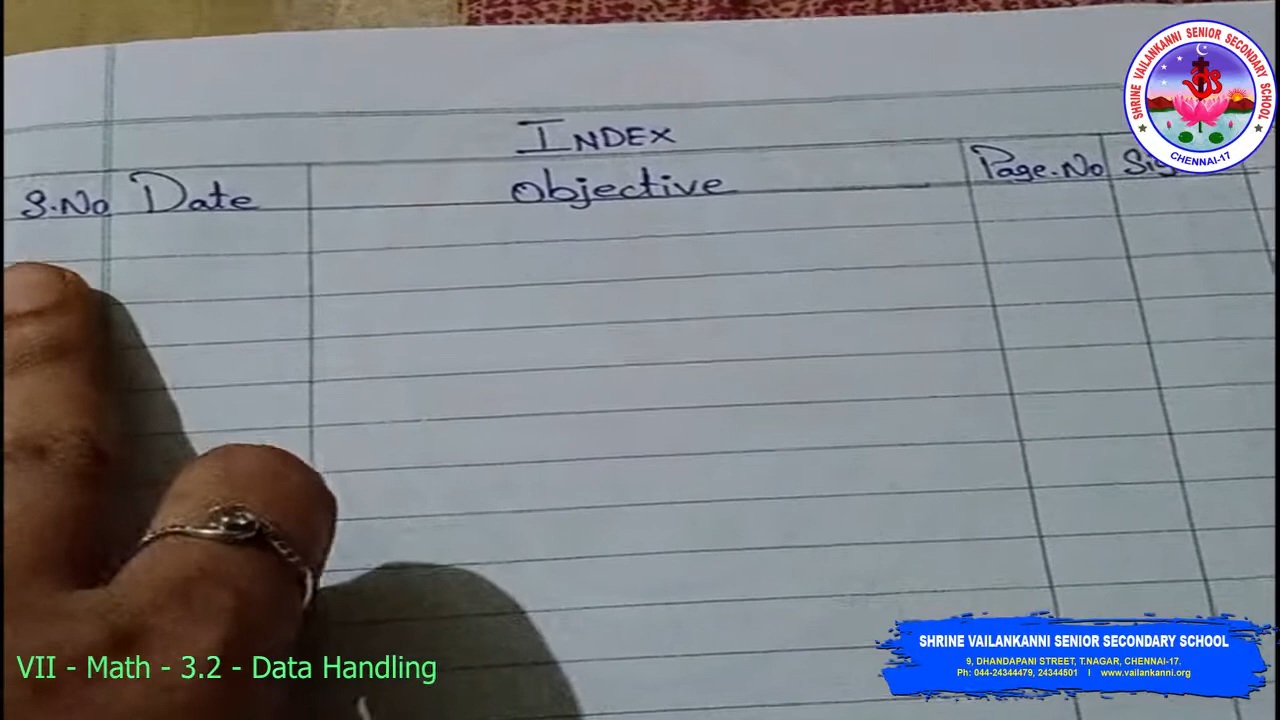 INDEX
S.No Date Objective Page.No
SHRINE VAILANKANNI SENIOR SECONDARY SCHOOL
CHENNAI-17
VII - Math - 3.2 - Data Handling
SHRINE VAILANKANNI SENIOR SECONDARY SCHOOL
9, DHANDAPANI STREET, T.NAGAR, CHENNAI-17.
Ph: 044-24344479, 24344501 I www.vailankanni.org